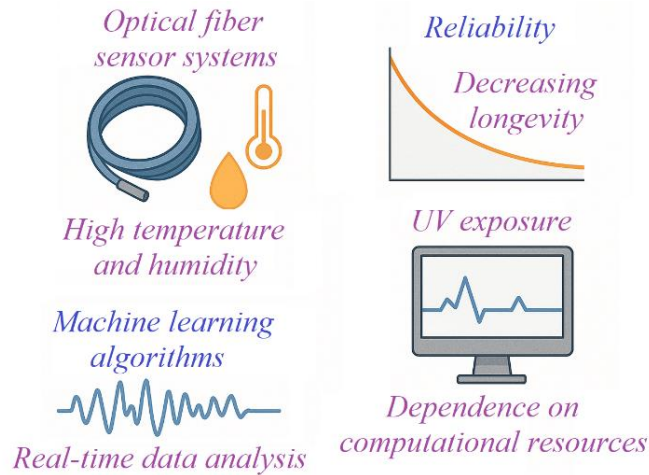 Optical fiber
sensor systems
High temperature
and humidity
Machine learning
algorithms
Real-time data analysis
Reliability
Decreasing
longevity
UV exposure
Dependence on
computational resources